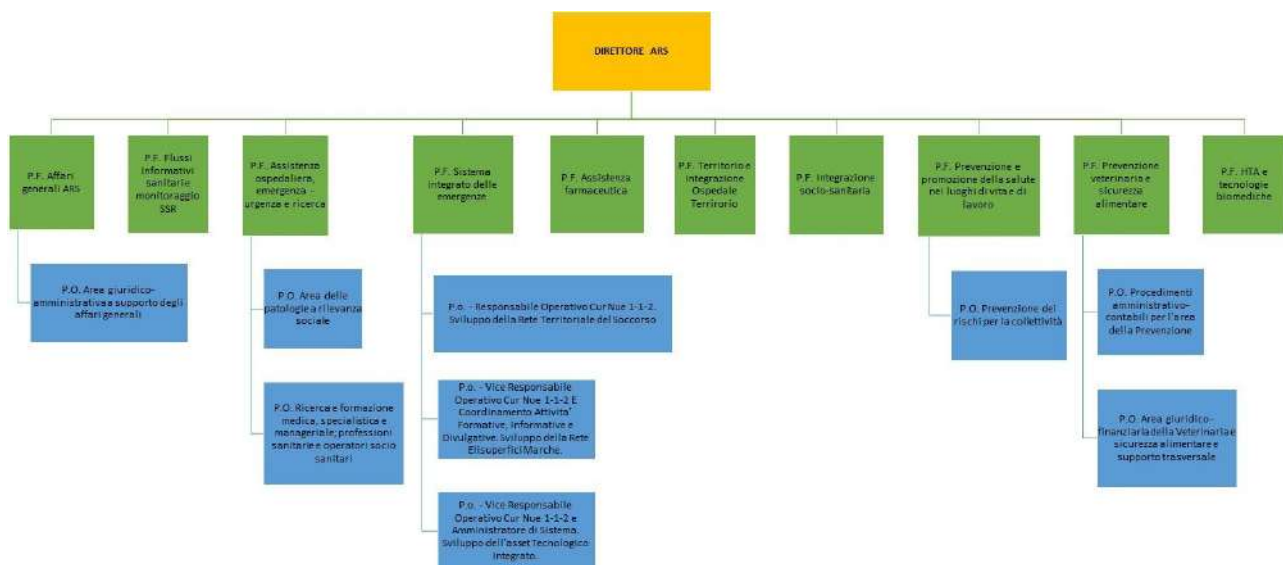 DIRETTORE ARS
P.F. Affari
generali ARS
P.F. Flussi
Informativi
sanitari e
monitoraggio
SSR
P.F. Assistenza
ospedaliera,
emergenza -
urgenza e ricerca
P.F. Sistema
integrato delle
emergenze
P.F. Assistenza
farmaceutica
P.F. Territorio e
integrazione
Ospedale
Terrirorio
P.F. Integrazione
socio-sanitaria
P.F. Prevenzione e
promozione della salute
nei luoghi di vita e di
lavoro
P.F. Prevenzione
veterinaria e
sicurezza
alimentare
P.F. HTA e
tecnologie
biomediche
P.O. Area giuridico-
amministrativa a supporto degli
affari generali
P.O. Area delle
patologie a rilevanza
sociale
P.o. - Responsabile Operativo Cur Nue 1-1-2.
Sviluppo della Rete Territoriale del Soccorso
P.O. Prevenzione dei
rischi per la collettività
P.O. Procedimenti
amministrativo-
contabili per l'area
della Prevenzione
P.O. Ricerca e formazione
medica, specialistica e
manageriale; professioni
sanitarie e operatori socio
sanitari
P.o. - Vice Responsabile
Operativo Cur Nue 1-1-2 E
Coordinamento Attivita'
Formative, Informative e
Divulgative. Sviluppo della Rete
Elisuperfici Marche.
P.O. Area giuridico-
finanziaria della Veterinaria e
sicurezza alimentare e
supporto trasversale
P.o. - Vice Responsabile
Operativo Cur Nue 1-1-2 e
Amministratore di Sistema.
Sviluppo dell'asset Tecnologico
Integrato.